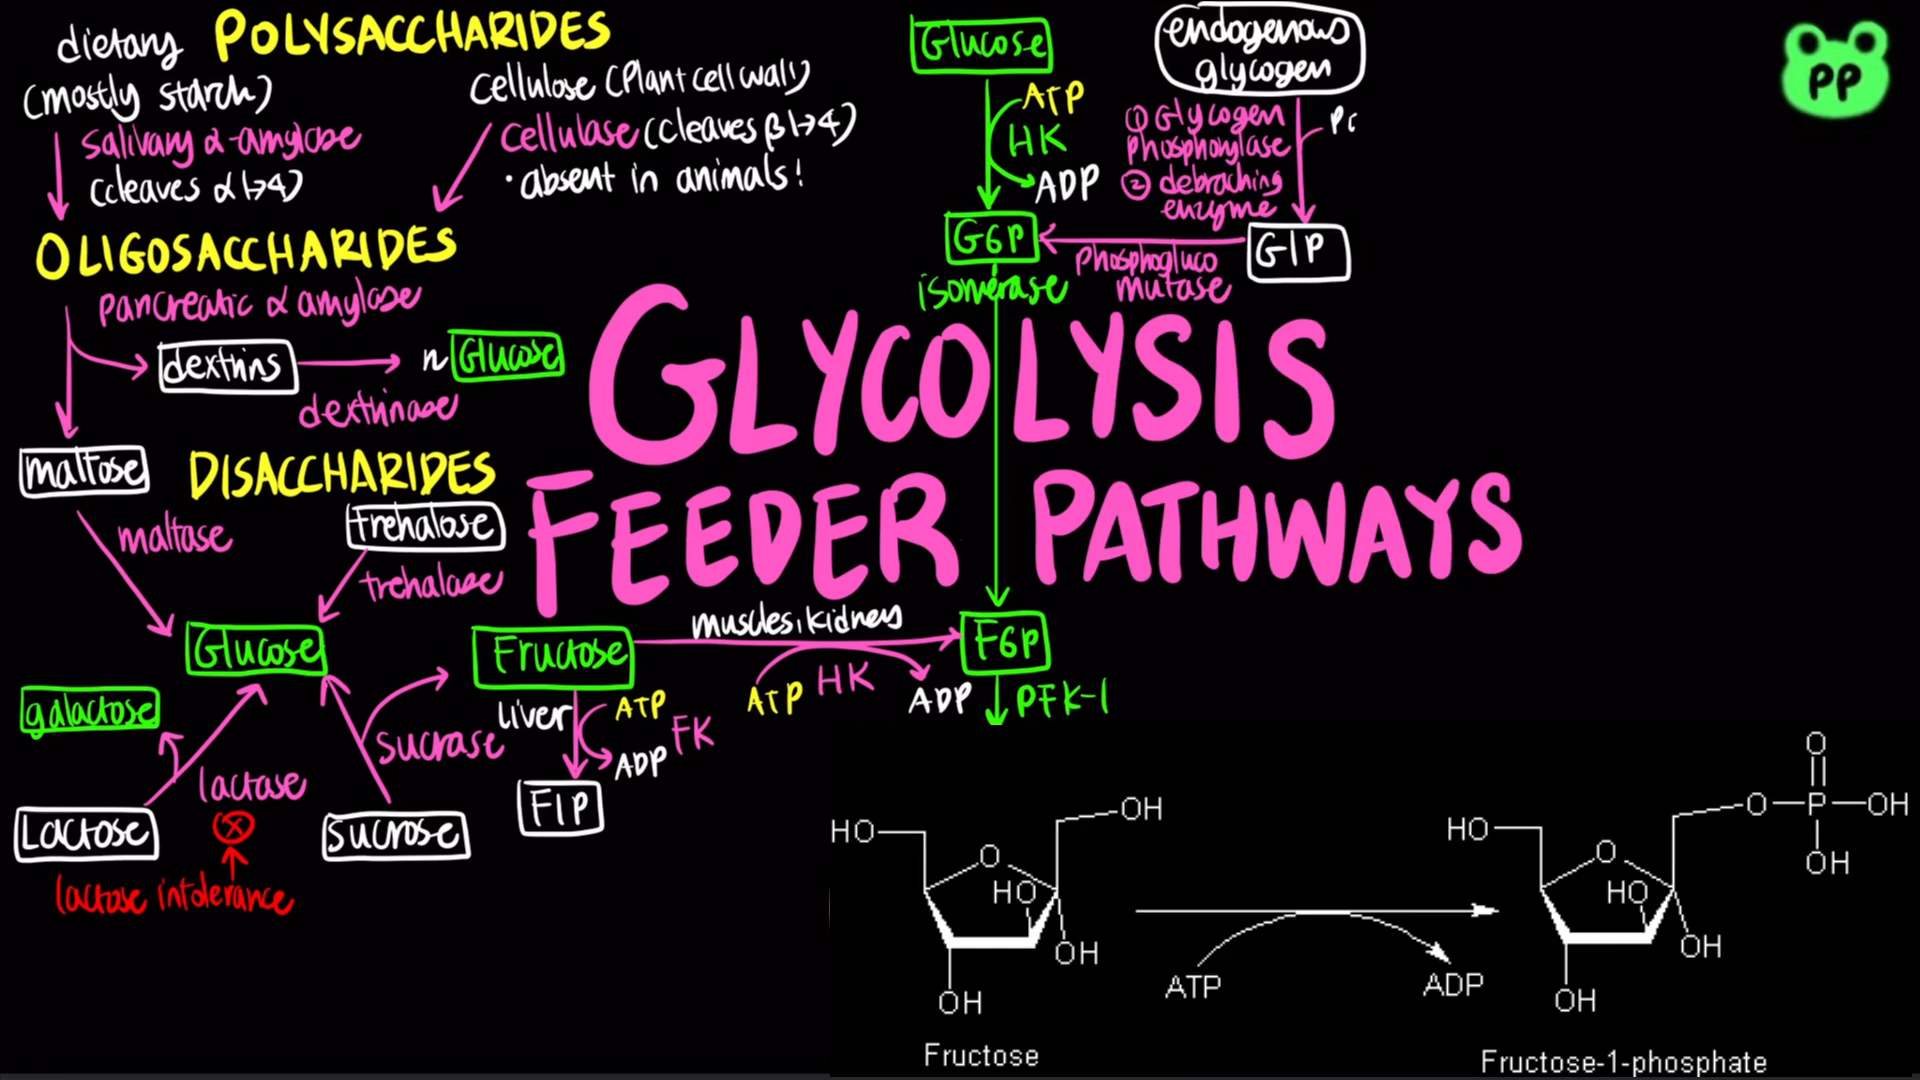 dietary POLYSACCHARIDES
(mostly starch)
salivary α-amylase
(cleaves α 1→4)
cellulose (Plant cell wall)
cellulase (cleaves β 1→4)
• absent in animals!
OLIGOSACCHARIDES
pancreatic α amylase
dextrins
n Glucose
dextrinase
maltose
DISACCHARIDES
trehalose
maltase
trehalase
Glucose
galactose
lactase
Lactose
sucrase
sucrose
lactose intolerance
Glucose
ATP
HK
ADP
endogenous
glycogen
① Glycogen
phosphorylase
② debraching
enzyme
G6P
G1P
phosphogluco
mutase
isomerase
GLYCOLYSIS
FEEDER PATHWAYS
Fructose
muscles, kidney
F6P
ATP HK ADP
PFK-1
liver
ATP
ADP
FK
F1P
PP
HO
OH
O
HO
OH
OH
Fructose
ATP
ADP
HO
O
O
P
OH
O
OH
HO
OH
OH
Fructose-1-phosphate